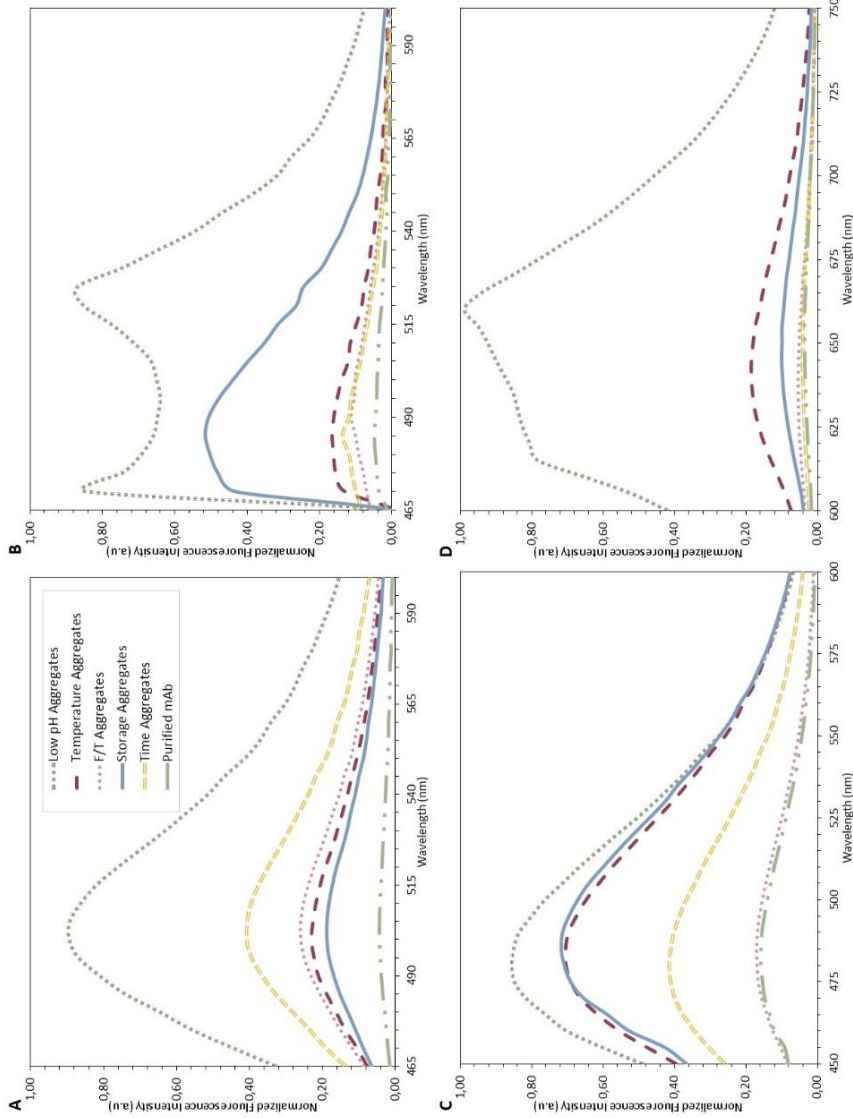 A
Normalized Fluorescence Intensity (a.u)
1,00
0,80
0,60
0,40
0,20
0,00
465
490
515
540
565
590
Wavelength (nm)
Low pH Aggregates
Temperature Aggregates
F/T Aggregates
Storage Aggregates
Time Aggregates
Purified mAb
B
Normalized Fluorescence Intensity (a.u)
1,00
0,80
0,60
0,40
0,20
0,00
465
490
515
540
565
590
Wavelength (nm)
C
Normalized Fluorescence Intensity (a.u)
1,00
0,80
0,60
0,40
0,20
0,00
450
475
500
525
550
575
600
Wavelength (nm)
D
Normalized Fluorescence Intensity (a.u)
1,00
0,80
0,60
0,40
0,20
0,00
600
625
650
675
700
725
750
Wavelength (nm)